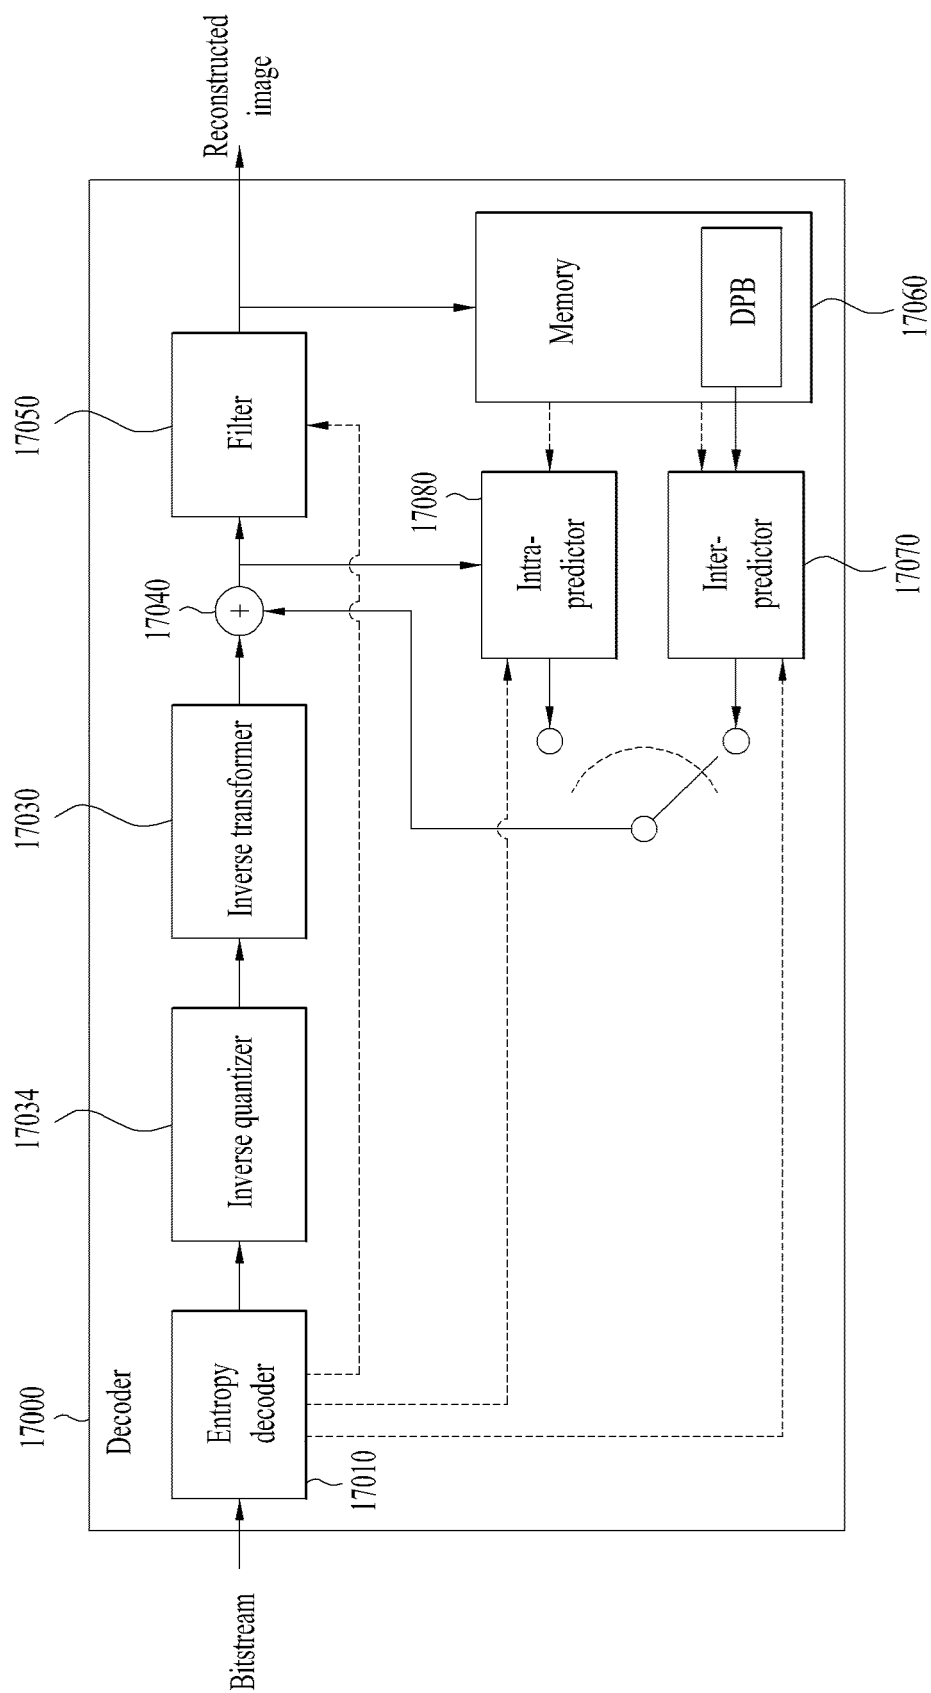 17000
Decoder
Bitstream
Entropy
decoder
17010
17034
Inverse quantizer
17030
Inverse transformer
17040
+
17050
Filter
Reconstructed
image
17080
Intra-
predictor
Inter-
predictor
17070
Memory
DPB
17060